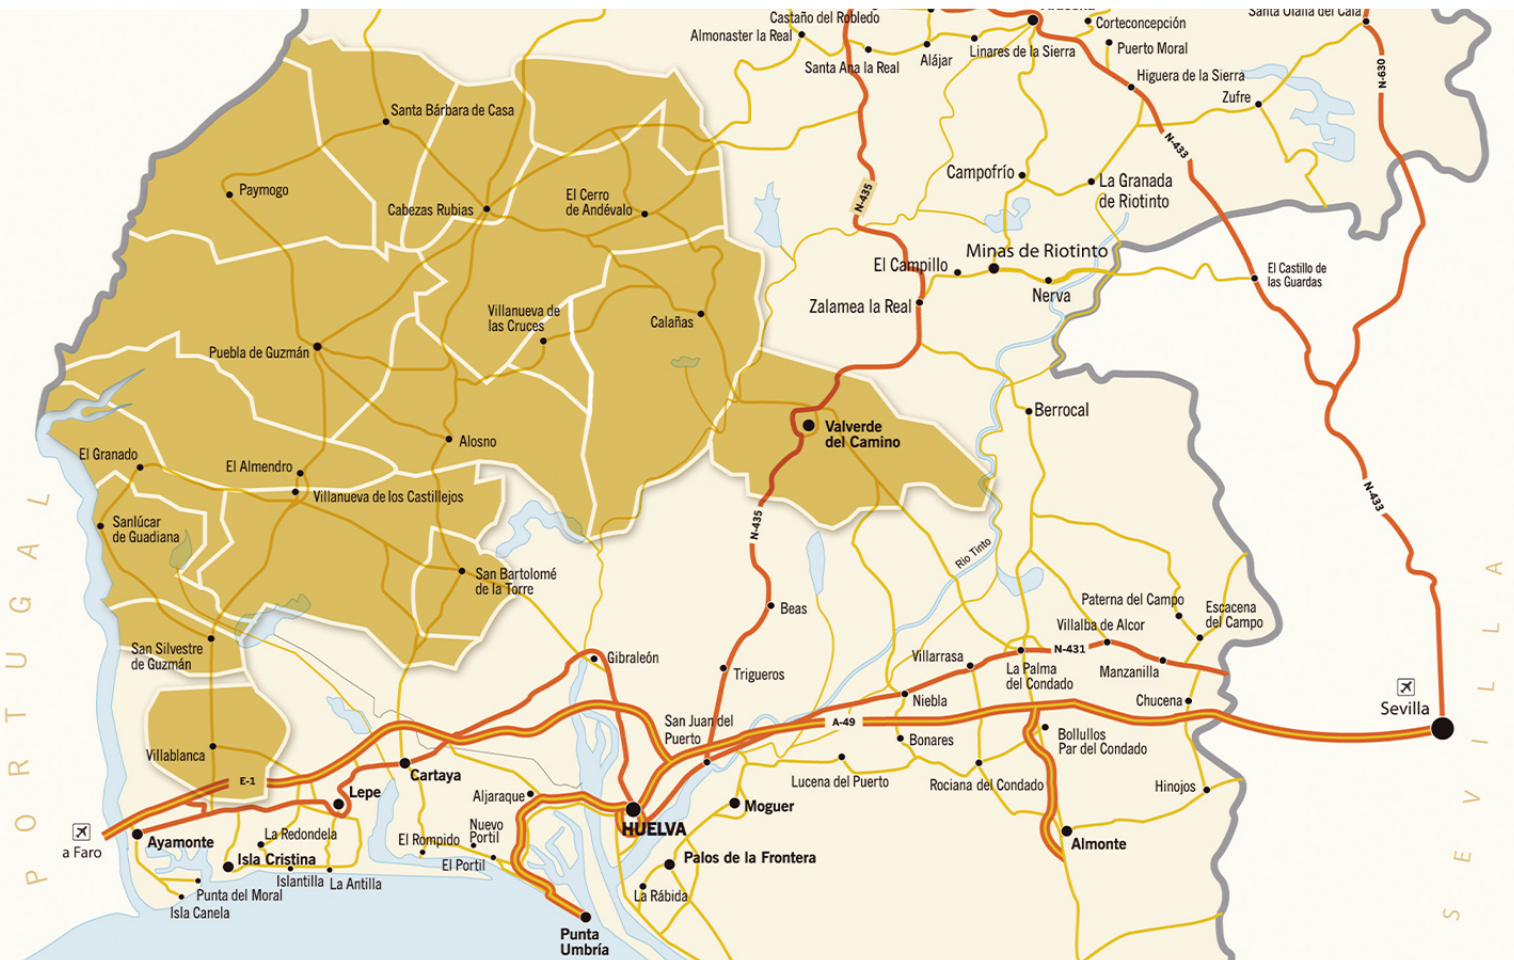 Castaño del Robledo
Almonaster la Real
Santa Ana la Real
Alájar
Linares de la Sierra
Corteconcepción
Puerto Moral
Higuera de la Sierra
Zufre
Santa Olalla del Cala
N-630
N-433
N-435
Santa Bárbara de Casa
Paymogo
Cabezas Rubias
El Cerro
de Andévalo
Campofrío
La Granada
de Riotinto
Minas de Riotinto
El Campillo
Nerva
Zalamea la Real
El Castillo de
las Guardas
Villanueva de
las Cruces
Calañas
Puebla de Guzmán
Valverde
del Camino
Berrocal
Alosno
El Granado
El Almendro
Villanueva de los Castillejos
Sanlúcar
de Guadiana
N-435
N-433
Rio Tinto
San Bartolomé
de la Torre
Beas
Paterna del Campo
Escacena
del Campo
Villalba de Alcor
San Silvestre
de Guzmán
Gibraleón
Trigueros
Villarrasa
N-431
La Palma
del Condado
Manzanilla
Niebla
Chucena
San Juan del
Puerto
A-49
Sevilla
Villablanca
Bonares
Bollullos
Par del Condado
Cartaya
E-1
Lepe
Aljaraque
Lucena del Puerto
Rociana del Condado
Hinojos
Moguer
HUELVA
a Faro
Ayamonte
La Redondela
El Rompido
Nuevo
Portil
El Portil
Almonte
Isla Cristina
Palos de la Frontera
Islantilla
La Antilla
Punta del Moral
Isla Canela
La Rábida
Punta
Umbría
PORTUGAL
SEVILLA